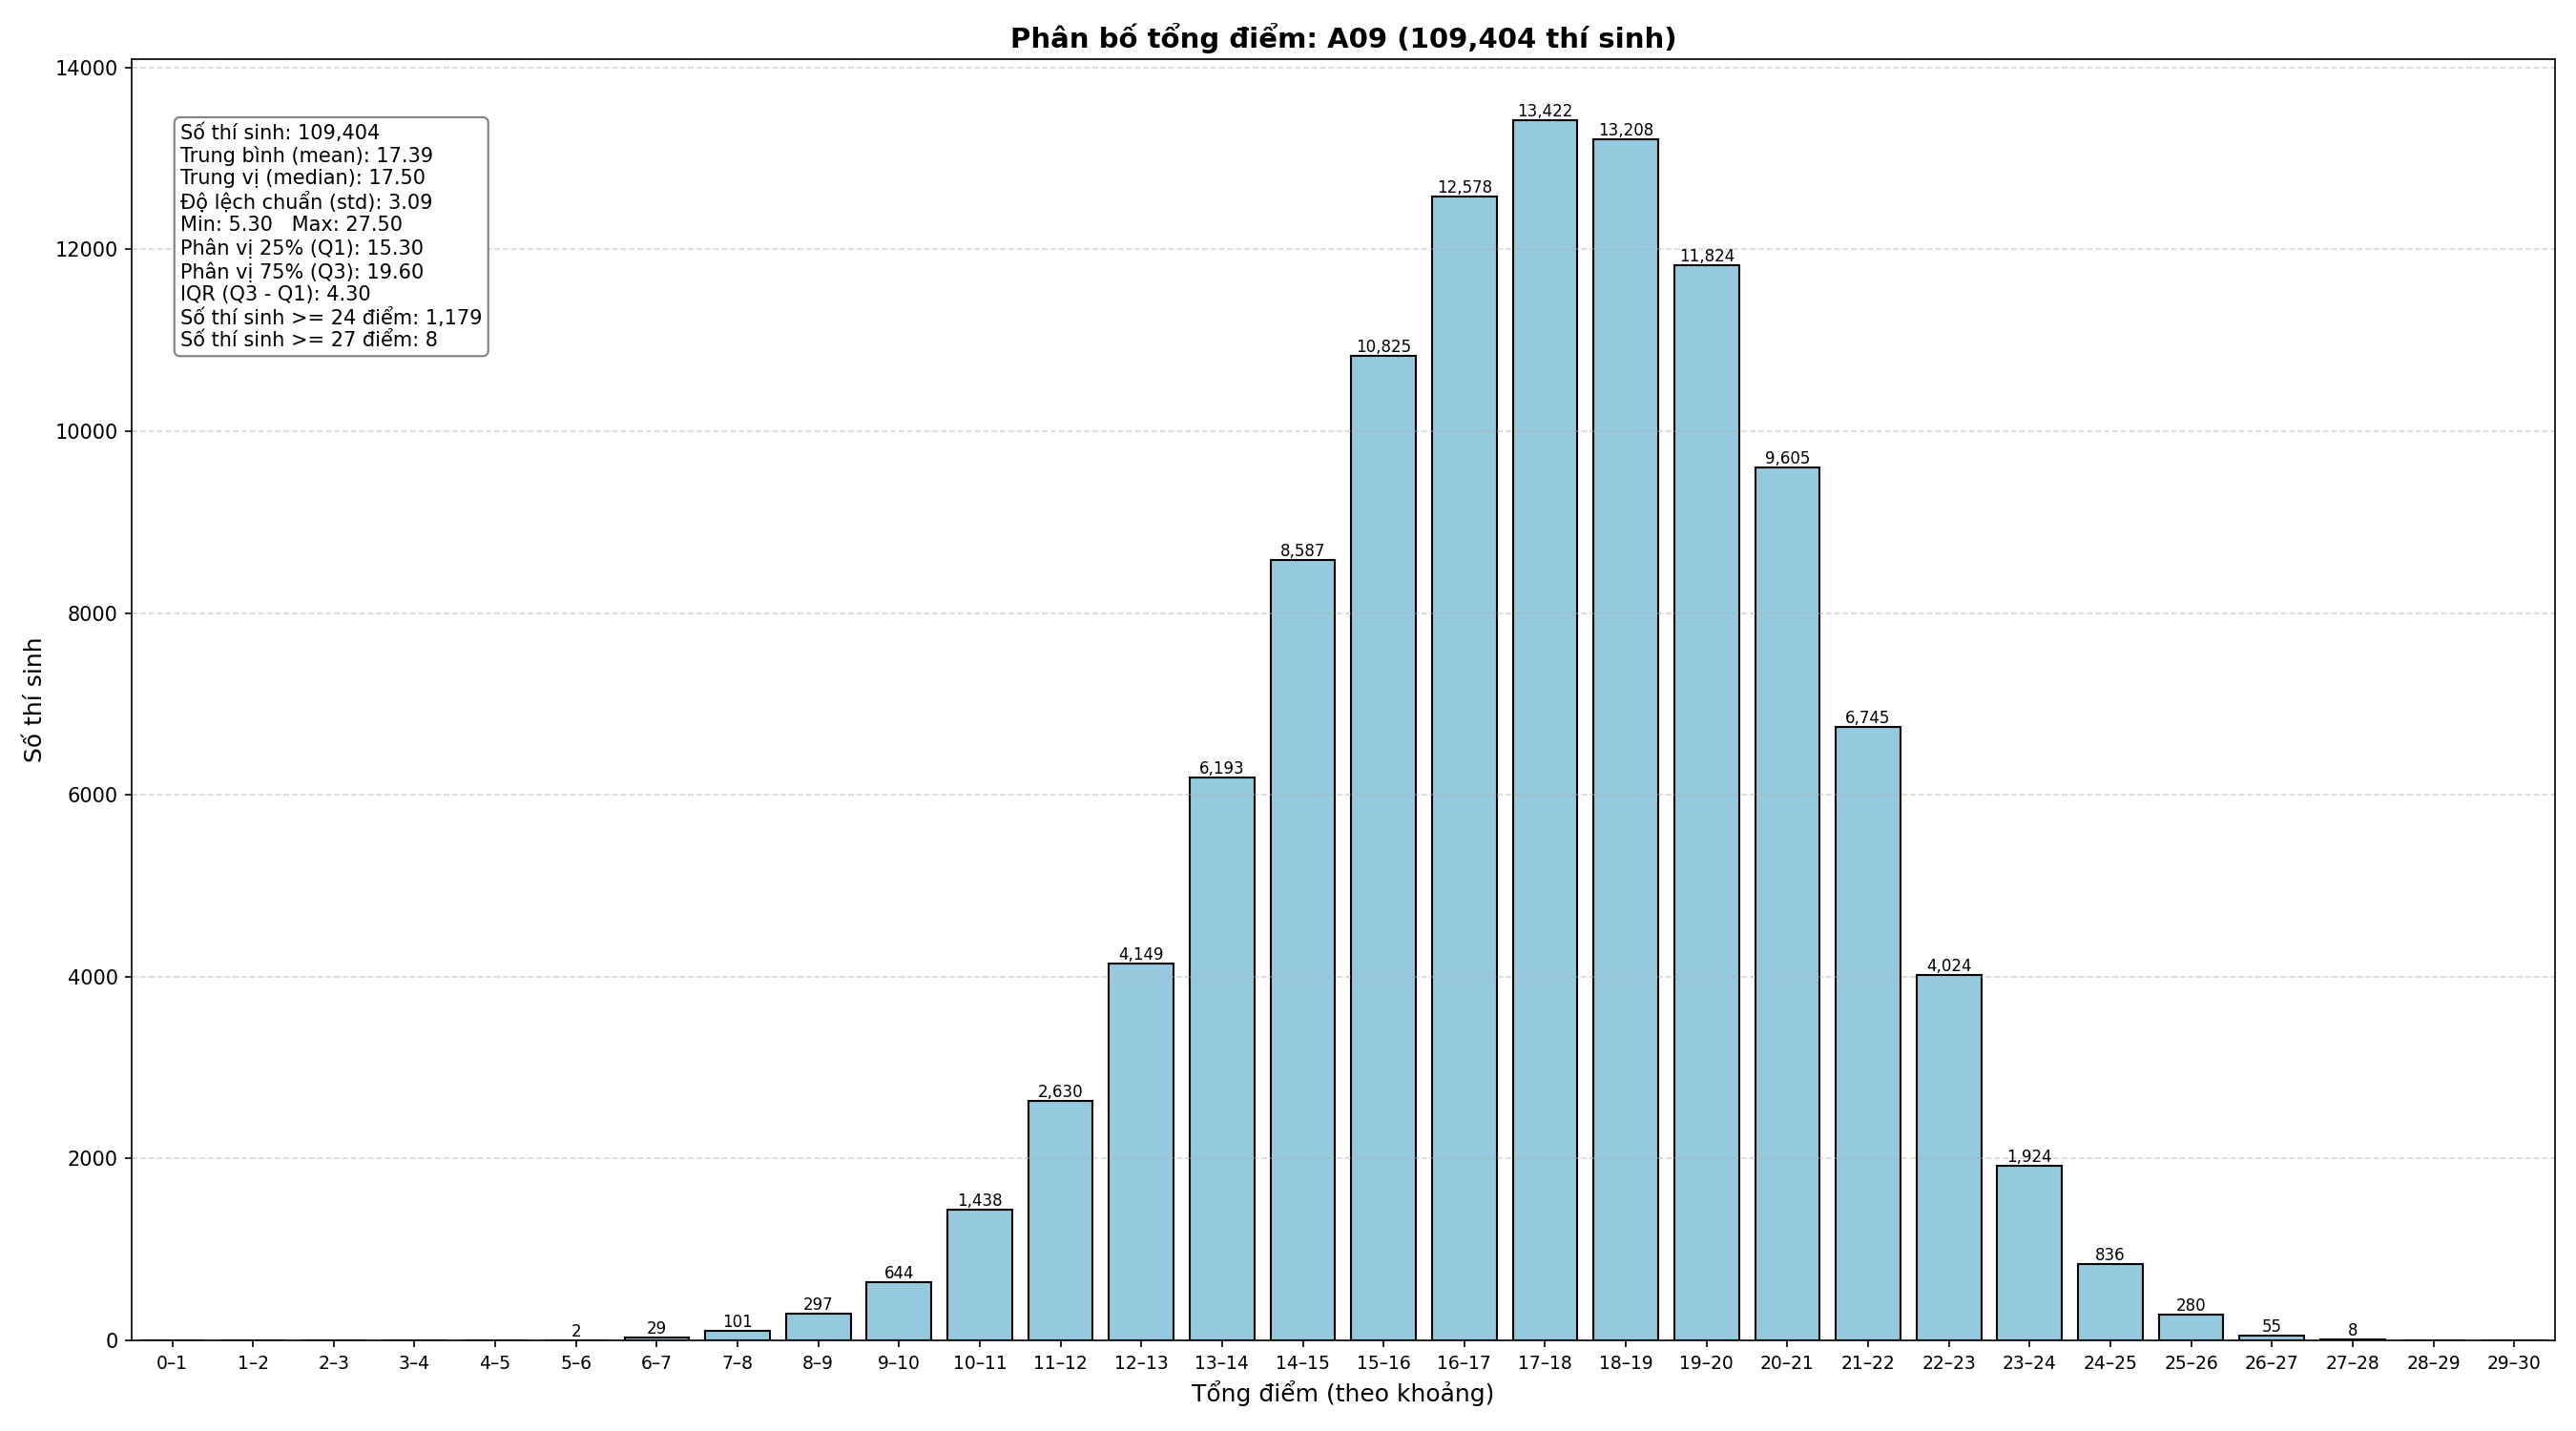 Phân bố tổng điểm: A09 (109,404 thí sinh)
14000
12000
10000
8000
6000
4000
2000
0
Số thí sinh
Số thí sinh: 109,404
Trung bình (mean): 17.39
Trung vị (median): 17.50
Độ lệch chuẩn (std): 3.09
Min: 5.30   Max: 27.50
Phân vị 25% (Q1): 15.30
Phân vị 75% (Q3): 19.60
IQR (Q3 - Q1): 4.30
Số thí sinh >= 24 điểm: 1,179
Số thí sinh >= 27 điểm: 8
2
29
101
297
644
1,438
2,630
4,149
6,193
8,587
10,825
12,578
13,422
13,208
11,824
9,605
6,745
4,024
1,924
836
280
55
8
0–1 1–2 2–3 3–4 4–5 5–6 6–7 7–8 8–9 9–10 10–11 11–12 12–13 13–14 14–15 15–16 16–17 17–18 18–19 19–20 20–21 21–22 22–23 23–24 24–25 25–26 26–27 27–28 28–29 29–30
Tổng điểm (theo khoảng)